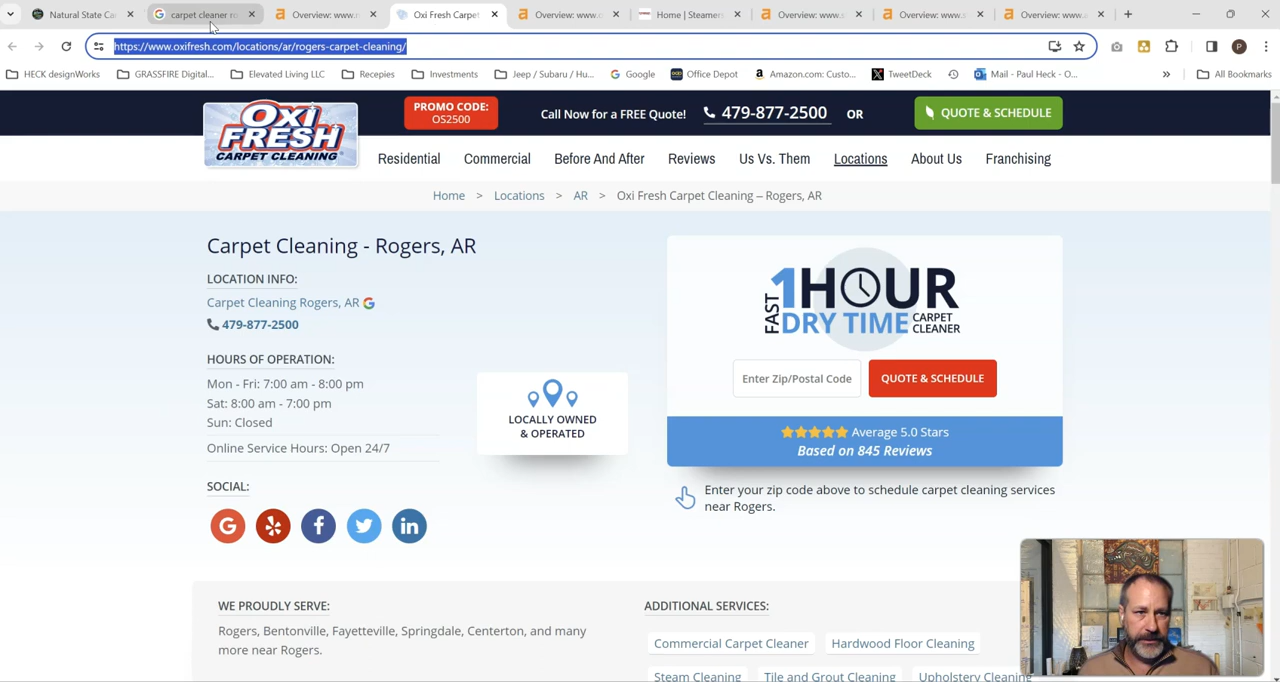 Natural State Ca
carpet cleaner ro
Overview: www.r
Oxi Fresh Carpet
Overview: www.c
Home | Steamers
Overview: www.s
Overview: www.s
Overview: www.a
https://www.oxifresh.com/locations/ar/rogers-carpet-cleaning/
P
HECK designWorks
GRASSFIRE Digital...
Elevated Living LLC
Recepies
Investments
Jeep / Subaru / Hu...
Google
Office Depot
Amazon.com: Custo...
TweetDeck
Mail - Paul Heck - O...
»
All Bookmarks
OXI
FRESH
CARPET CLEANING
PROMO CODE:
OS2500
Call Now for a FREE Quote! 479-877-2500 OR
QUOTE & SCHEDULE
Residential Commercial Before And After Reviews Us Vs. Them Locations About Us Franchising
Home > Locations > AR > Oxi Fresh Carpet Cleaning – Rogers, AR
Carpet Cleaning - Rogers, AR
LOCATION INFO:
Carpet Cleaning Rogers, AR
479-877-2500
HOURS OF OPERATION:
Mon - Fri: 7:00 am - 8:00 pm
Sat: 8:00 am - 7:00 pm
Sun: Closed
Online Service Hours: Open 24/7
SOCIAL:
LOCALLY OWNED
& OPERATED
FAST
1HOUR
DRY TIME
CARPET
CLEANER
Enter Zip/Postal Code
QUOTE & SCHEDULE
Average 5.0 Stars
Based on 845 Reviews
Enter your zip code above to schedule carpet cleaning services
near Rogers.
WE PROUDLY SERVE:
Rogers, Bentonville, Fayetteville, Springdale, Centerton, and many
more near Rogers.
ADDITIONAL SERVICES:
Commercial Carpet Cleaner
Hardwood Floor Cleaning
Steam Cleaning
Tile and Grout Cleaning
Upholstery Cleaning